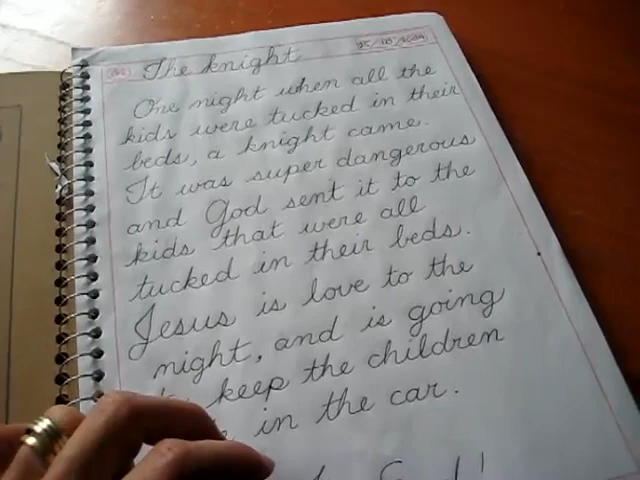 The knight
One night when all the
kids were tucked in their
beds, a knight came.
It was super dangerous
and God sent it to the
kids that were all
tucked in their beds.
Jesus is love to the
night, and is going
keep the children
in the car.